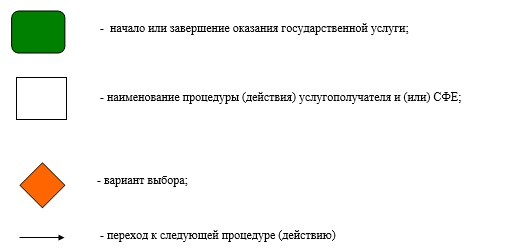 - начало или завершение оказания государственной услуги;
- наименование процедуры (действия) услугополучателя и (или) СФЕ;
- вариант выбора;
- переход к следующей процедуре (действию)